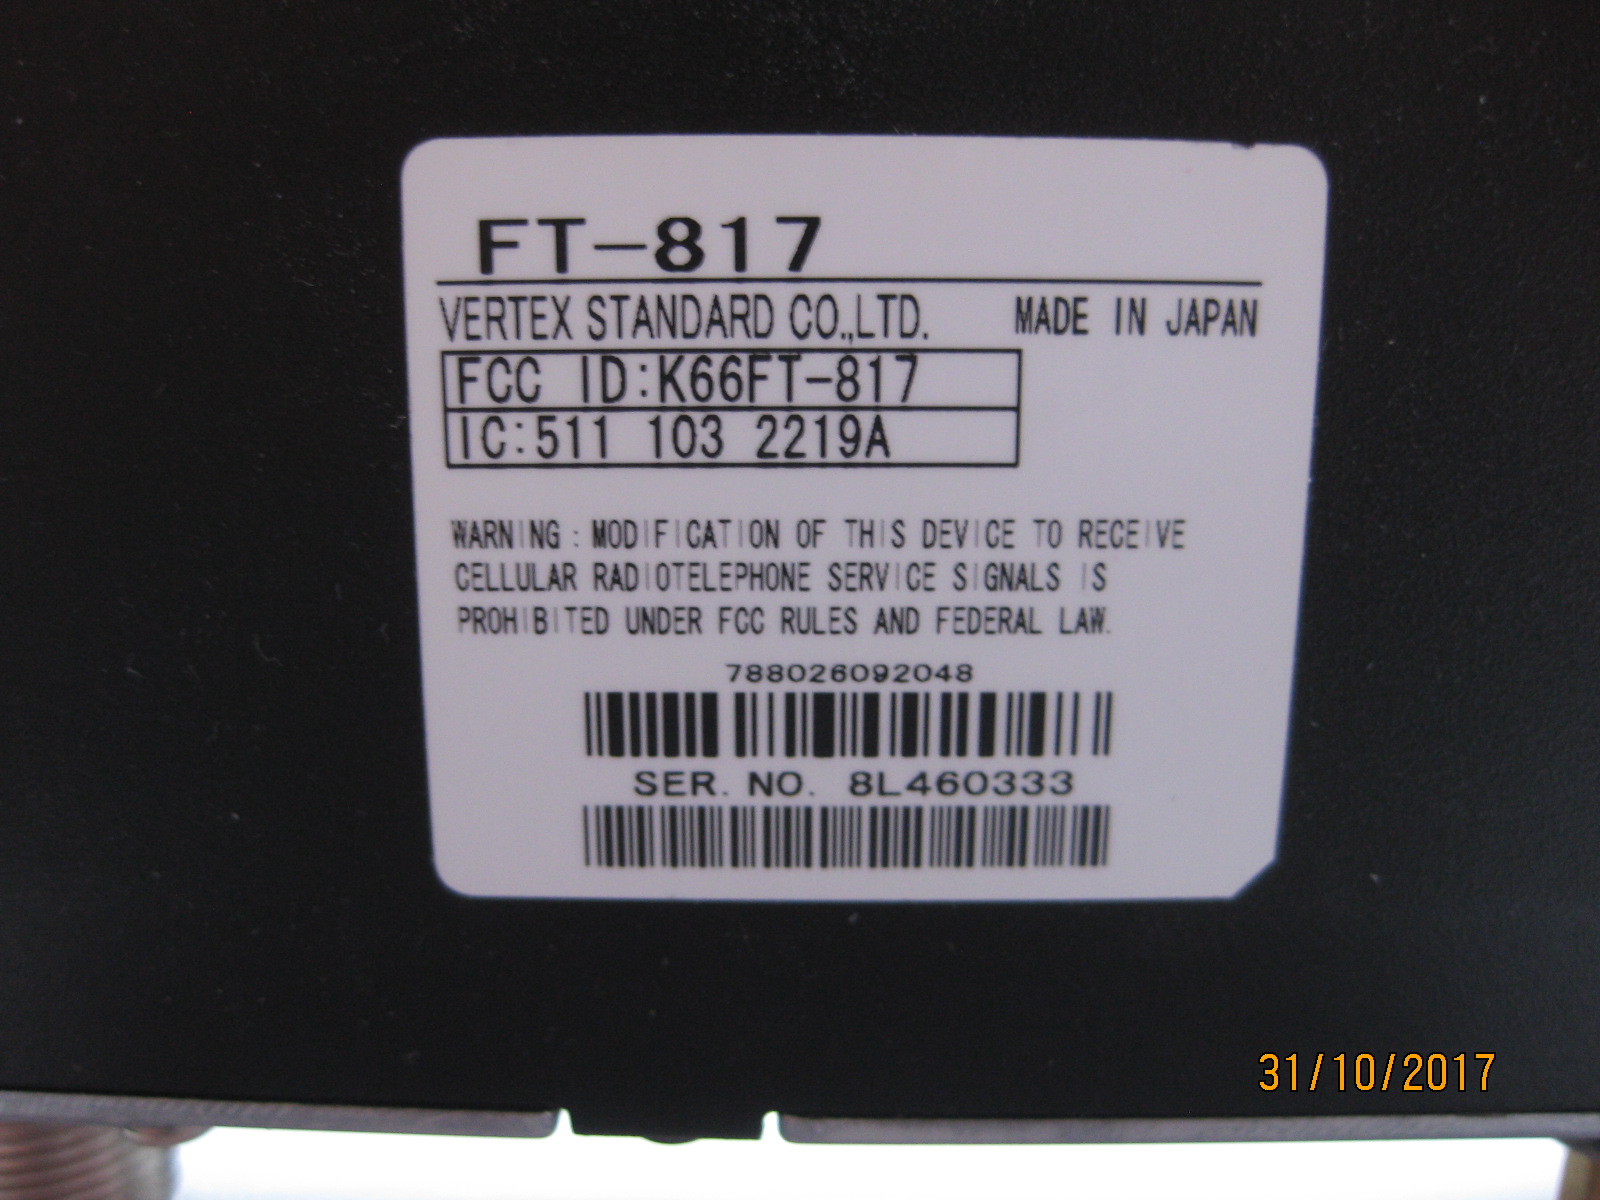 FT-817
VERTEX STANDARD CO.,LTD. MADE IN JAPAN
FCC ID:K66FT-817
IC:511 103 2219A
WARNING : MODIFICATION OF THIS DEVICE TO RECEIVE
CELLULAR RADIOTELEPHONE SERVICE SIGNALS IS
PROHIBITED UNDER FCC RULES AND FEDERAL LAW.
788026092048
SER. NO. 8L460333
31/10/2017